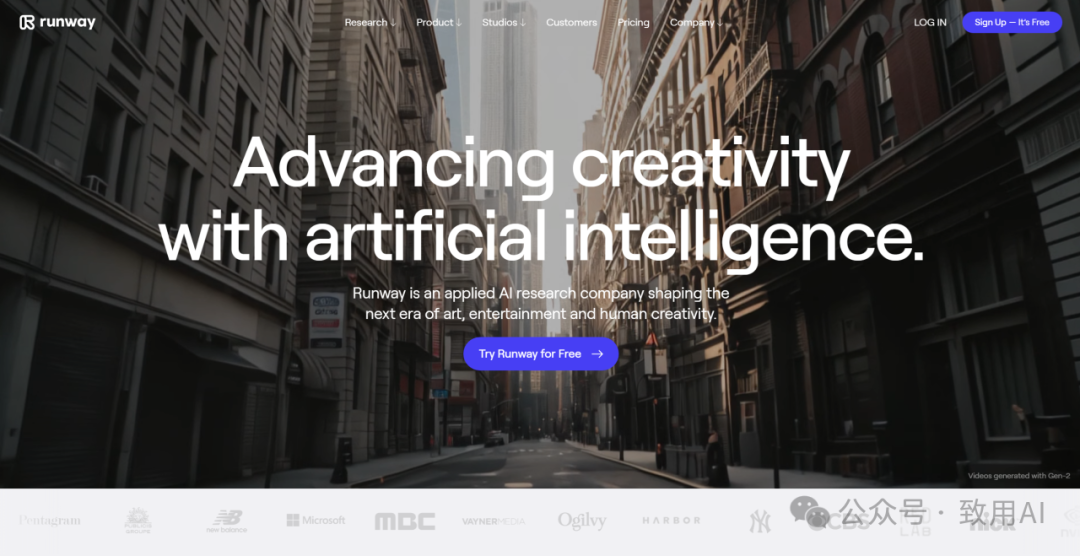 runway
Research ↓ Product ↓ Studios ↓ Customers Pricing Company ↓ LOG IN Sign Up — It's Free
Advancing creativity
with artificial intelligence.
Runway is an applied AI research company shaping the
next era of art, entertainment and human creativity.
Try Runway for Free →
Videos generated with Gen-2
Pentagram
new balance
Microsoft
MBC
VAYNERMEDIA
Ogilvy
HARBOR
NY
CBS
LAB
公众号 · 致用AI